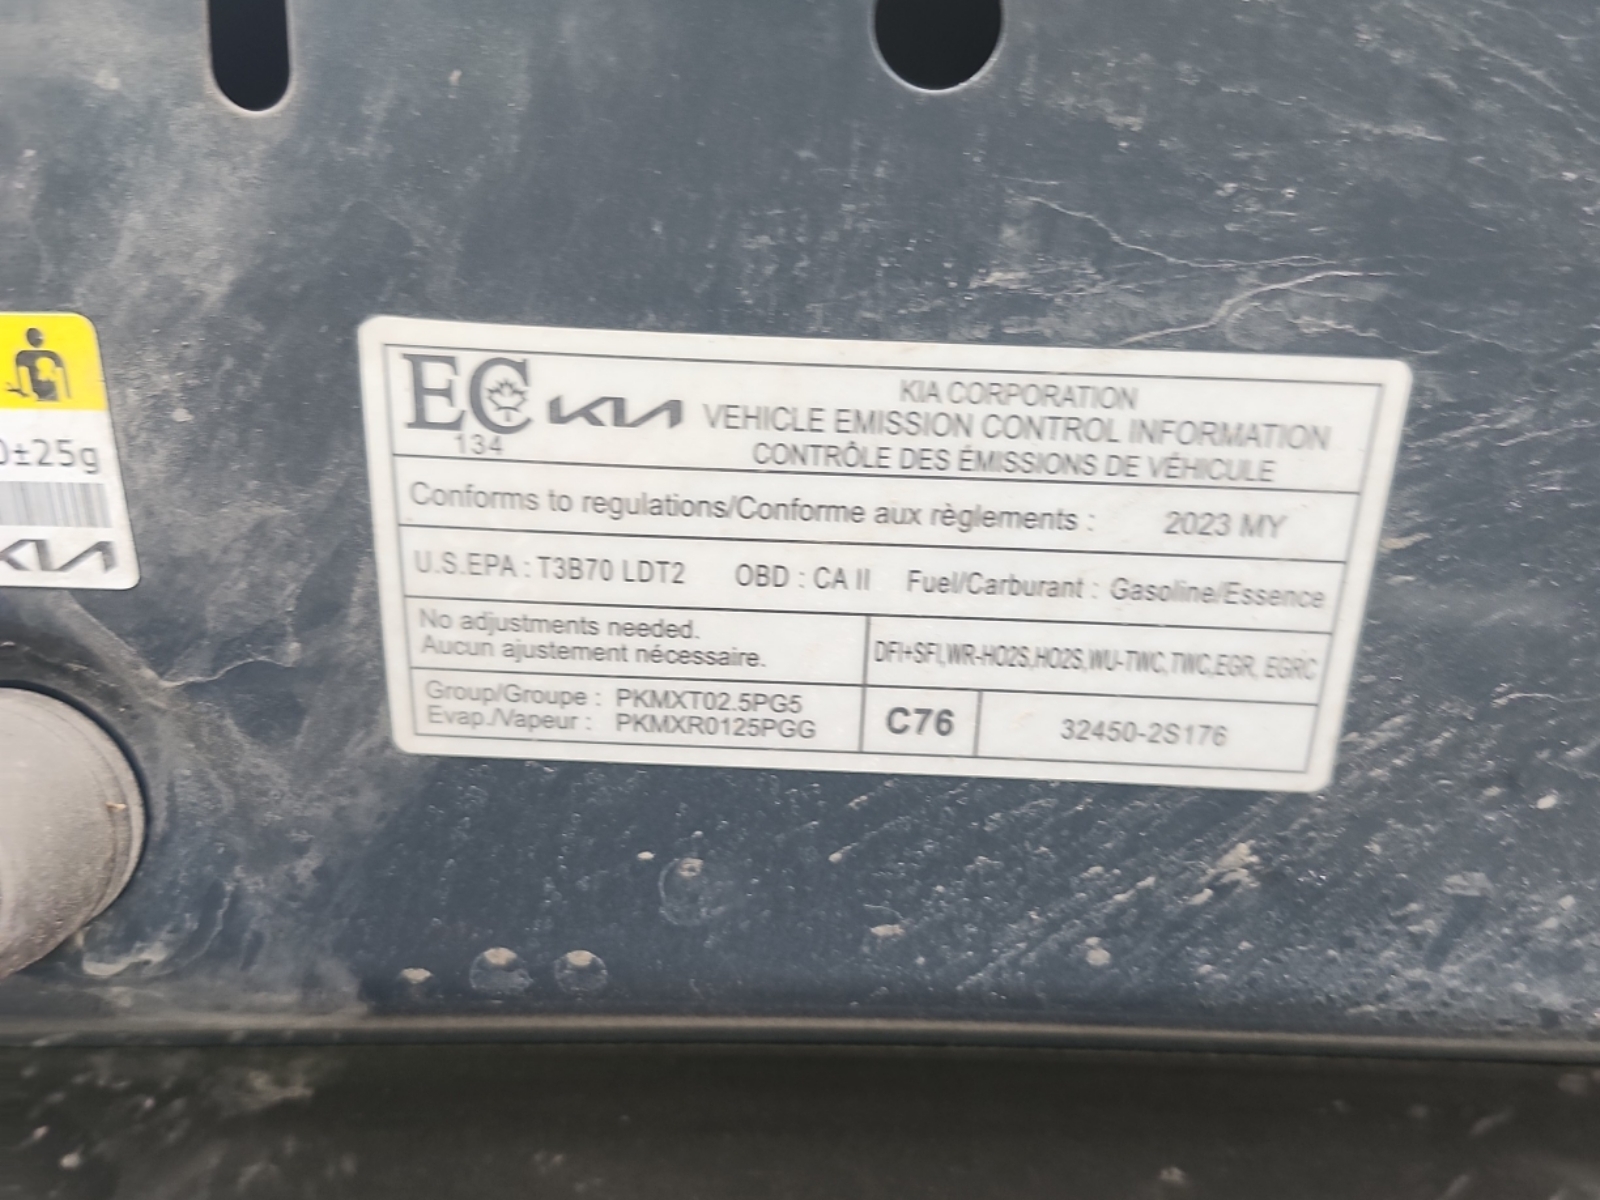 EC
134
KIA
KIA CORPORATION
VEHICLE EMISSION CONTROL INFORMATION
CONTRÔLE DES ÉMISSIONS DE VÉHICULE
Conforms to regulations/Conforme aux règlements : 2023 MY
U.S.EPA : T3B70 LDT2 OBD : CA II Fuel/Carburant : Gasoline/Essence
No adjustments needed.
Aucun ajustement nécessaire.
DFI+SFI,WR-HO2S,HO2S,WU-TWC,TWC,EGR, EGRC
Group/Groupe : PKMXT02.5PG5
Evap./Vapeur : PKMXR0125PGG
C76
32450-2S176
0±25g
KIA